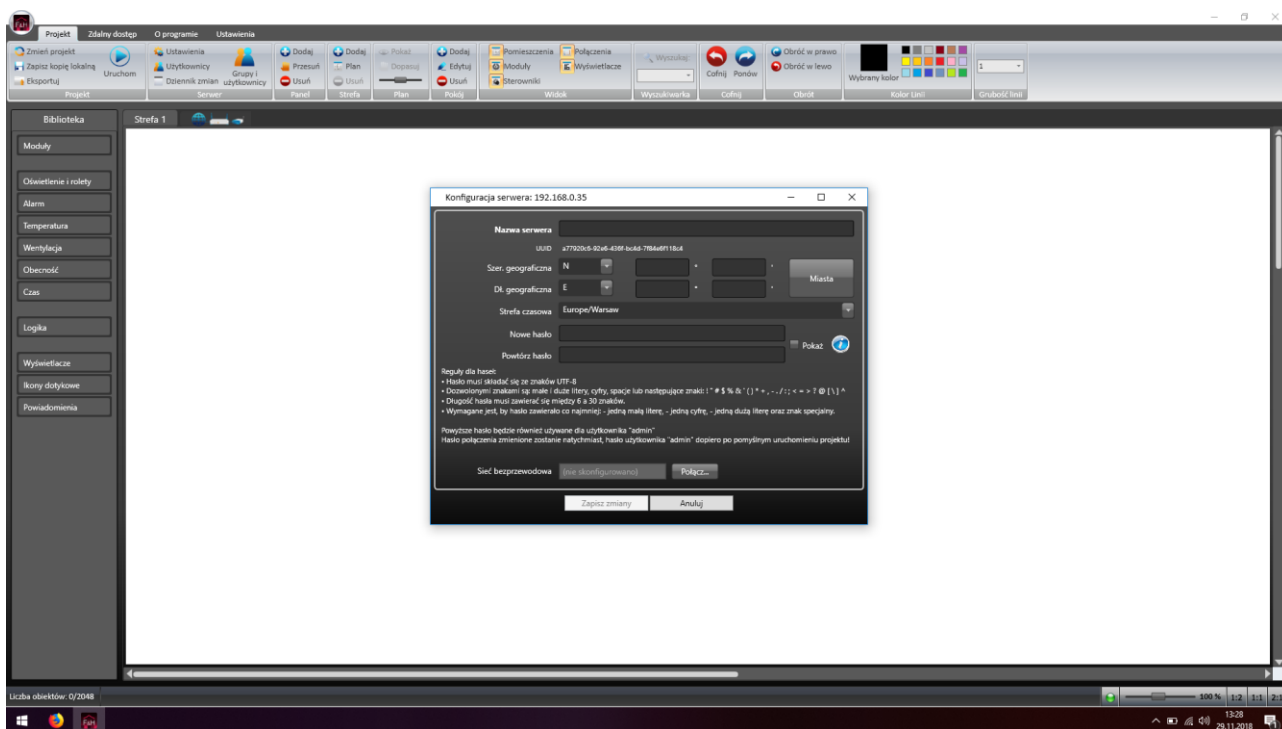 F&H
Projekt Zdalny dostęp O programie Ustawienia
Zmień projekt
Zapisz kopię lokalną
Eksportuj
Uruchom
Projekt
Ustawienia
Użytkownicy
Dziennik zmian
Grupy i użytkownicy
Serwer
Dodaj
Przesuń
Usuń
Panel
Dodaj
Plan
Usuń
Strefa
Pokaż
Dopasuj
Plan
Dodaj
Edytuj
Usuń
Pokój
Pomieszczenia Połączenia
Moduły Wyświetlacze
Sterowniki
Widok
Wyszukaj:
Wyszukiwarka
Cofnij Ponów
Cofnij
Obróć w prawo
Obróć w lewo
Obrót
Wybrany kolor
Kolor Linii
1
Grubość linii
Biblioteka
Strefa 1
Moduły
Oświetlenie i rolety
Alarm
Temperatura
Wentylacja
Obecność
Czas
Logika
Wyświetlacze
Ikony dotykowe
Powiadomienia
Konfiguracja serwera: 192.168.0.35
Nazwa serwera
UUID a77920c6-92e6-436f-bc4d-7f84e6f118c4
Szer. geograficzna N ° '
Dł. geograficzna E ° '
Miasta
Strefa czasowa Europe/Warsaw
Nowe hasło
Powtórz hasło
Pokaż
Reguły dla haseł:
• Hasło musi składać się ze znaków UTF-8
• Dozwolonymi znakami są: małe i duże litery, cyfry, spacje lub następujące znaki: ! " # $ % & ' ( ) * + , - . / : ; < = > ? @ [ \ ] ^
• Długość hasła musi zawierać się między 6 a 30 znaków.
• Wymagane jest, by hasło zawierało co najmniej: - jedną małą literę, - jedną cyfrę, - jedną dużą literę oraz znak specjalny.
Powyższe hasło będzie również używane dla użytkownika "admin"
Hasło połączenia zmienione zostanie natychmiast, hasło użytkownika "admin" dopiero po pomyślnym uruchomieniu projektu!
Sieć bezprzewodowa (nie skonfigurowano) Połącz...
Zapisz zmiany Anuluj
Liczba obiektów: 0/2048
100 % 1:2 1:1 2:1
13:28
29.11.2018